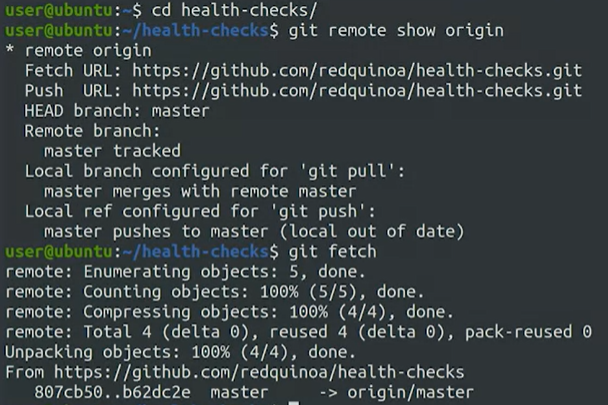 user@ubuntu:~$ cd health-checks/
user@ubuntu:~/health-checks$ git remote show origin
* remote origin
  Fetch URL: https://github.com/redquinoa/health-checks.git
  Push  URL: https://github.com/redquinoa/health-checks.git
  HEAD branch: master
  Remote branch:
    master tracked
  Local branch configured for 'git pull':
    master merges with remote master
  Local ref configured for 'git push':
    master pushes to master (local out of date)
user@ubuntu:~/health-checks$ git fetch
remote: Enumerating objects: 5, done.
remote: Counting objects: 100% (5/5), done.
remote: Compressing objects: 100% (4/4), done.
remote: Total 4 (delta 0), reused 4 (delta 0), pack-reused 0
Unpacking objects: 100% (4/4), done.
From https://github.com/redquinoa/health-checks
   807cb50..b62dc2e  master     -> origin/master